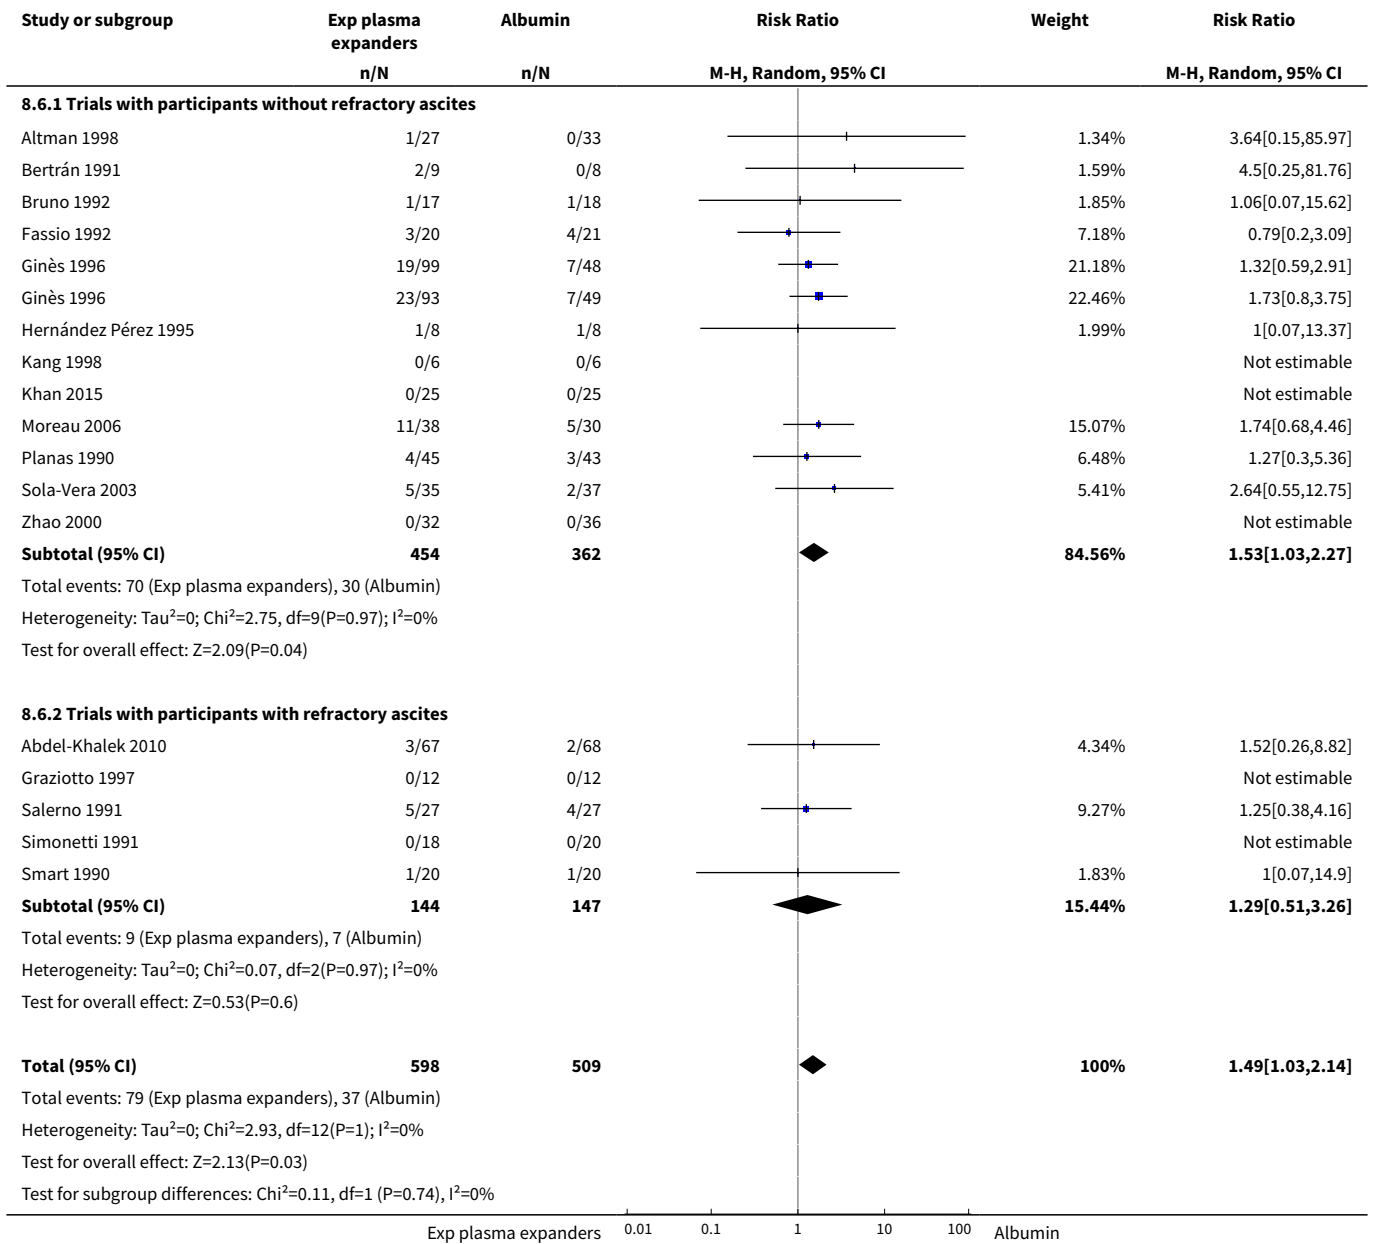 Study or subgroup Exp plasma expanders Albumin Risk Ratio Weight Risk Ratio
n/N n/N M-H, Random, 95% CI M-H, Random, 95% CI
8.6.1 Trials with participants without refractory ascites
Altman 1998 1/27 0/33 1.34% 3.64[0.15,85.97]
Bertrán 1991 2/9 0/8 1.59% 4.5[0.25,81.76]
Bruno 1992 1/17 1/18 1.85% 1.06[0.07,15.62]
Fassio 1992 3/20 4/21 7.18% 0.79[0.2,3.09]
Ginès 1996 19/99 7/48 21.18% 1.32[0.59,2.91]
Ginès 1996 23/93 7/49 22.46% 1.73[0.8,3.75]
Hernández Pérez 1995 1/8 1/8 1.99% 1[0.07,13.37]
Kang 1998 0/6 0/6 Not estimable
Khan 2015 0/25 0/25 Not estimable
Moreau 2006 11/38 5/30 15.07% 1.74[0.68,4.46]
Planas 1990 4/45 3/43 6.48% 1.27[0.3,5.36]
Sola-Vera 2003 5/35 2/37 5.41% 2.64[0.55,12.75]
Zhao 2000 0/32 0/36 Not estimable
Subtotal (95% CI) 454 362 84.56% 1.53[1.03,2.27]
Total events: 70 (Exp plasma expanders), 30 (Albumin)
Heterogeneity: Tau²=0; Chi²=2.75, df=9(P=0.97); I²=0%
Test for overall effect: Z=2.09(P=0.04)
8.6.2 Trials with participants with refractory ascites
Abdel-Khalek 2010 3/67 2/68 4.34% 1.52[0.26,8.82]
Graziotto 1997 0/12 0/12 Not estimable
Salerno 1991 5/27 4/27 9.27% 1.25[0.38,4.16]
Simonetti 1991 0/18 0/20 Not estimable
Smart 1990 1/20 1/20 1.83% 1[0.07,14.9]
Subtotal (95% CI) 144 147 15.44% 1.29[0.51,3.26]
Total events: 9 (Exp plasma expanders), 7 (Albumin)
Heterogeneity: Tau²=0; Chi²=0.07, df=2(P=0.97); I²=0%
Test for overall effect: Z=0.53(P=0.6)
Total (95% CI) 598 509 100% 1.49[1.03,2.14]
Total events: 79 (Exp plasma expanders), 37 (Albumin)
Heterogeneity: Tau²=0; Chi²=2.93, df=12(P=1); I²=0%
Test for overall effect: Z=2.13(P=0.03)
Test for subgroup differences: Chi²=0.11, df=1 (P=0.74), I²=0%
Exp plasma expanders 0.01 0.1 1 10 100 Albumin